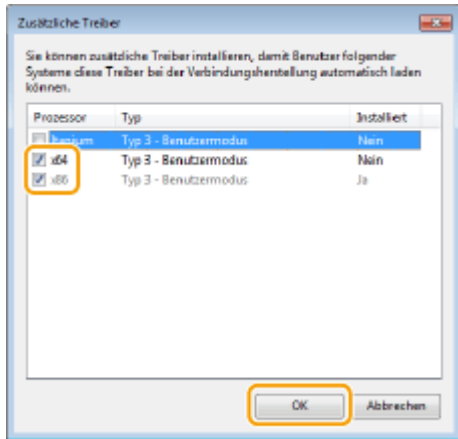 Zusätzliche Treiber
Sie können zusätzliche Treiber installieren, damit Benutzer folgender
Systeme diese Treiber bei der Verbindungsherstellung automatisch laden
können.
Prozessor Typ Installiert
Itanium Typ 3 - Benutzermodus Nein
x64 Typ 3 - Benutzermodus Nein
x86 Typ 3 - Benutzermodus Ja
OK Abbrechen